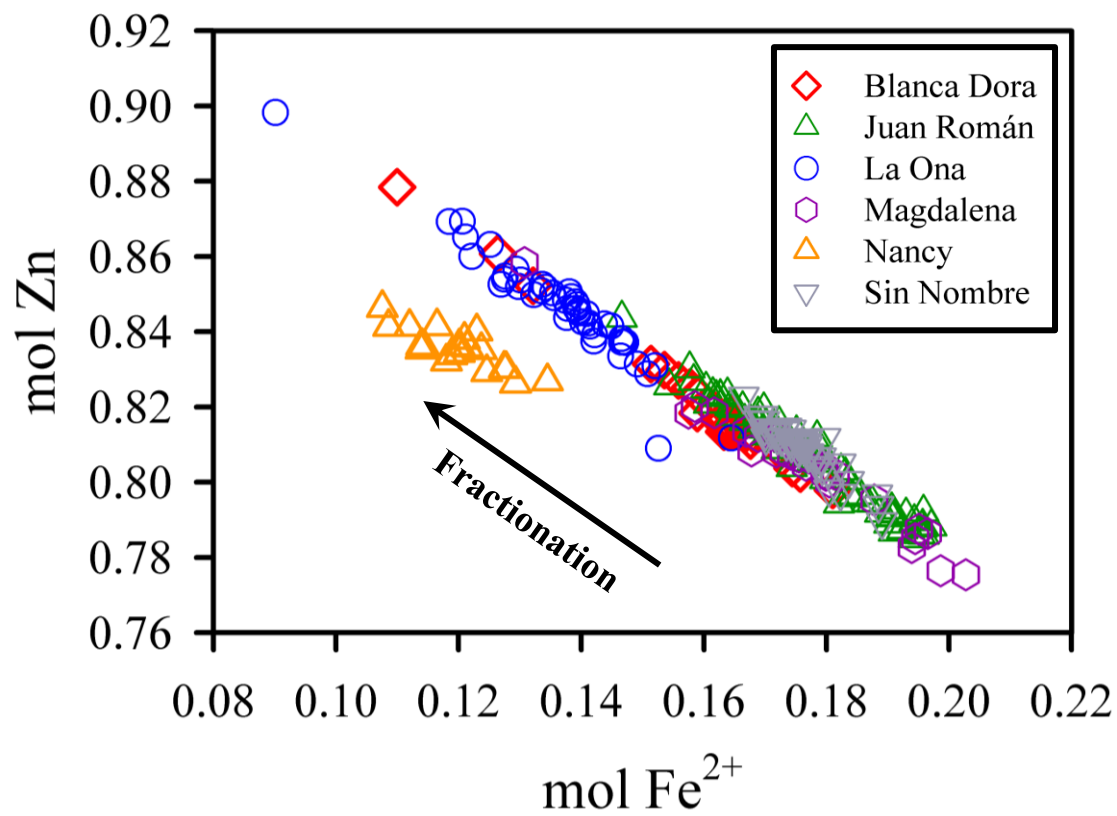 0.92
0.90
0.88
0.86
0.84
0.82
0.80
0.78
0.76
mol Zn
Blanca Dora
Juan Román
La Ona
Magdalena
Nancy
Sin Nombre
Fractionation
0.08 0.10 0.12 0.14 0.16 0.18 0.20 0.22
mol Fe²⁺